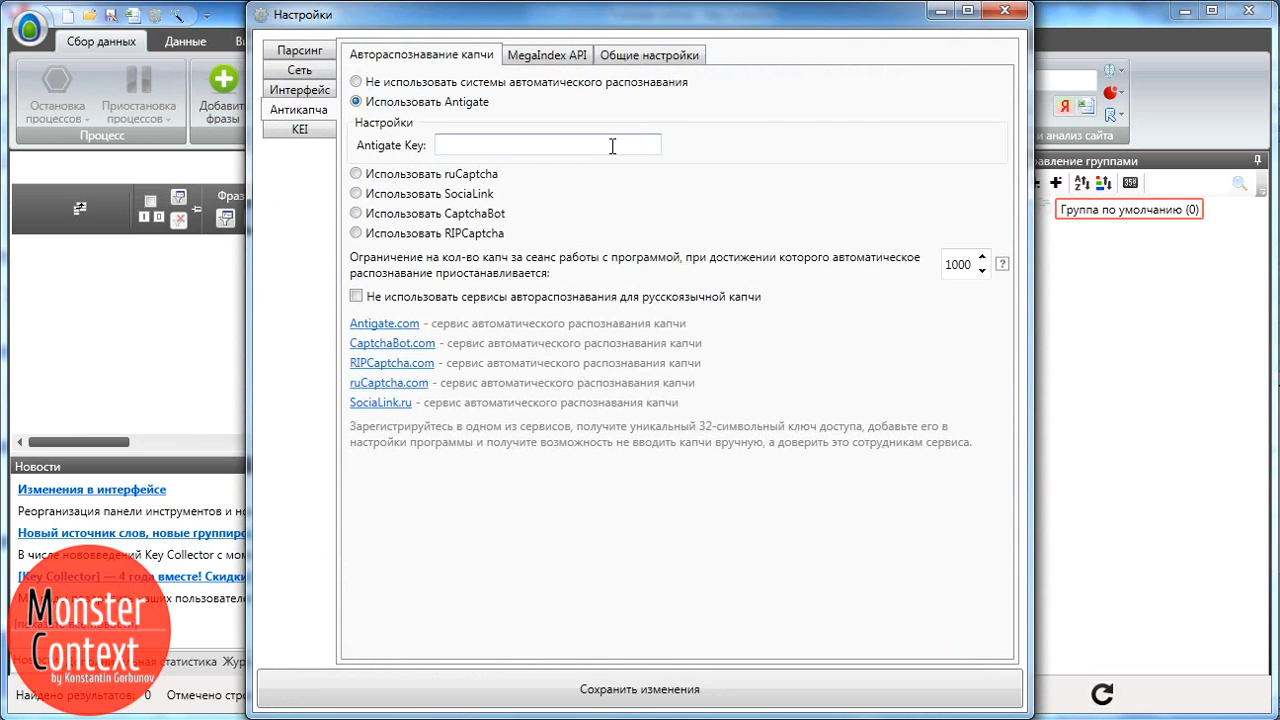 Настройки
Сбор данных
Данные
Остановка процессов
Приостановка процессов
Добавить фразы
Процесс
Фраз
Парсинг
Сеть
Интерфейс
Антикапча
KEI
Автораспознавание капчи
MegaIndex API
Общие настройки
Не использовать системы автоматического распознавания
Использовать Antigate
Настройки
Antigate Key:
Использовать ruCaptcha
Использовать SociaLink
Использовать CaptchaBot
Использовать RIPCaptcha
Ограничение на кол-во капч за сеанс работы с программой, при достижении которого автоматическое
распознавание приостанавливается:
1000
?
Не использовать сервисы автораспознавания для русскоязычной капчи
Antigate.com - сервис автоматического распознавания капчи
CaptchaBot.com - сервис автоматического распознавания капчи
RIPCaptcha.com - сервис автоматического распознавания капчи
ruCaptcha.com - сервис автоматического распознавания капчи
SociaLink.ru - сервис автоматического распознавания капчи
Зарегистрируйтесь в одном из сервисов, получите уникальный 32-символьный ключ доступа, добавьте его в
настройки программы и получите возможность не вводить капчи вручную, а доверить это сотрудникам сервиса.
Сохранить изменения
и анализ сайта
равление группами
Группа по умолчанию (0)
Новости
Изменения в интерфейсе
Реорганизация панели инструментов и но
Новый источник слов, новые группиро
В числе нововведений Key Collector с мом
[Key Collector] — 4 года вместе! Скидки
Monster
Context
by Konstantin Gorbunov
статистика Жур
Найдено результатов: 0 Отмечено стро